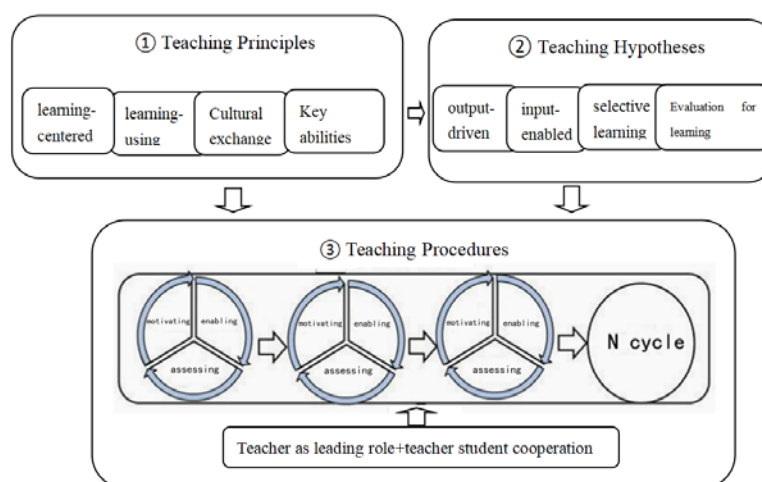 ① Teaching Principles
learning-
centered
learning-
using
Cultural
exchange
Key
abilities
② Teaching Hypotheses
output-
driven
input-
enabled
selective
learning
Evaluation for
learning
③ Teaching Procedures
motivating
enabling
assessing
motivating
enabling
assessing
motivating
enabling
assessing
N cycle
Teacher as leading role+teacher student cooperation